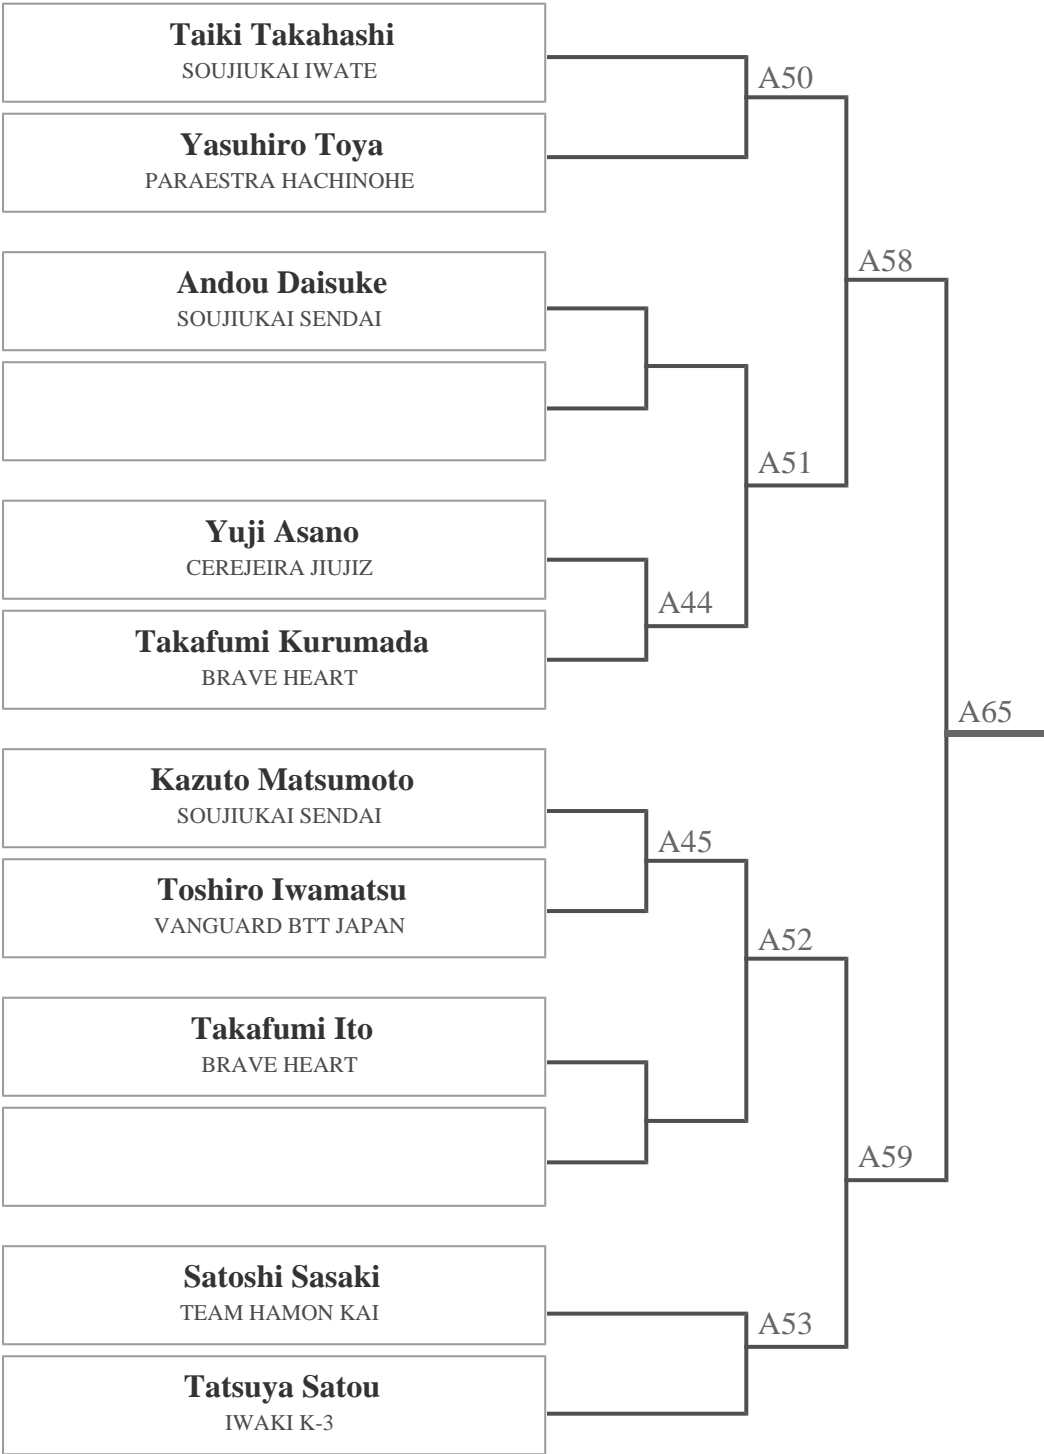 Taiki Takahashi
SOUJIUKAI IWATE
A50
Yasuhiro Toya
PARAESTRA HACHINOHE
A58
Andou Daisuke
SOUJIUKAI SENDAI
A51
Yuji Asano
CEREJEIRA JIUJIZ
A44
Takafumi Kurumada
BRAVE HEART
A65
Kazuto Matsumoto
SOUJIUKAI SENDAI
A45
Toshiro Iwamatsu
VANGUARD BTT JAPAN
A52
Takafumi Ito
BRAVE HEART
A59
Satoshi Sasaki
TEAM HAMON KAI
A53
Tatsuya Satou
IWAKI K-3